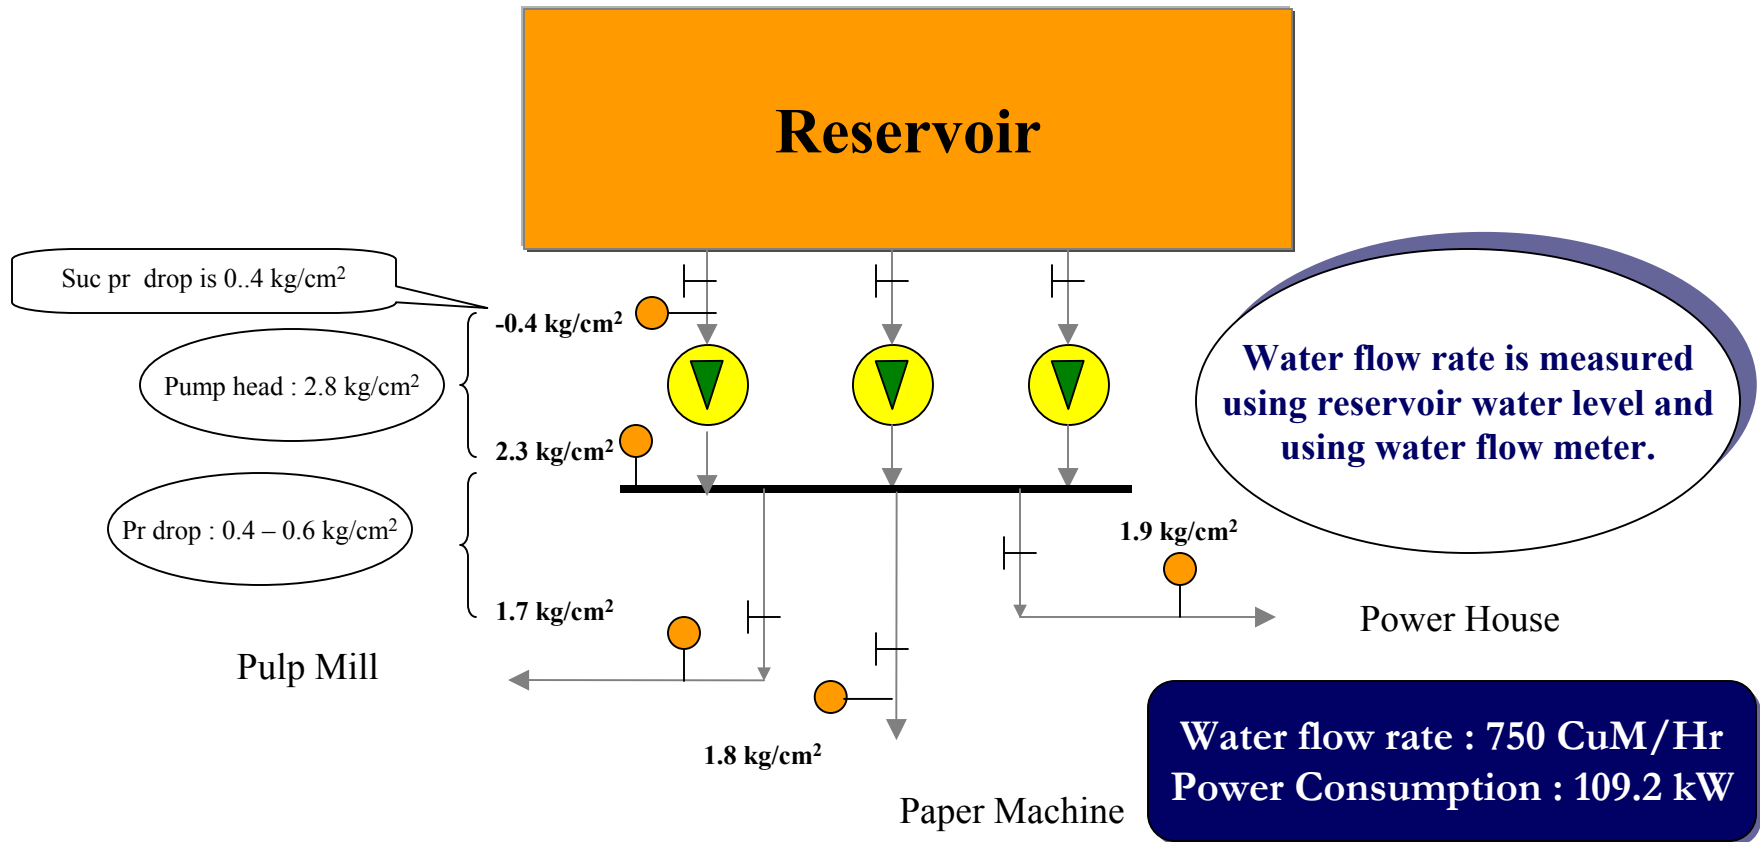 Reservoir
Suc pr  drop is 0..4 kg/cm²
-0.4 kg/cm²
Pump head : 2.8 kg/cm²
2.3 kg/cm²
Water flow rate is measured
using reservoir water level and
using water flow meter.
Pr drop : 0.4 – 0.6 kg/cm²
1.9 kg/cm²
1.7 kg/cm²
Power House
Pulp Mill
1.8 kg/cm²
Paper Machine
Water flow rate : 750 CuM/Hr
Power Consumption : 109.2 kW